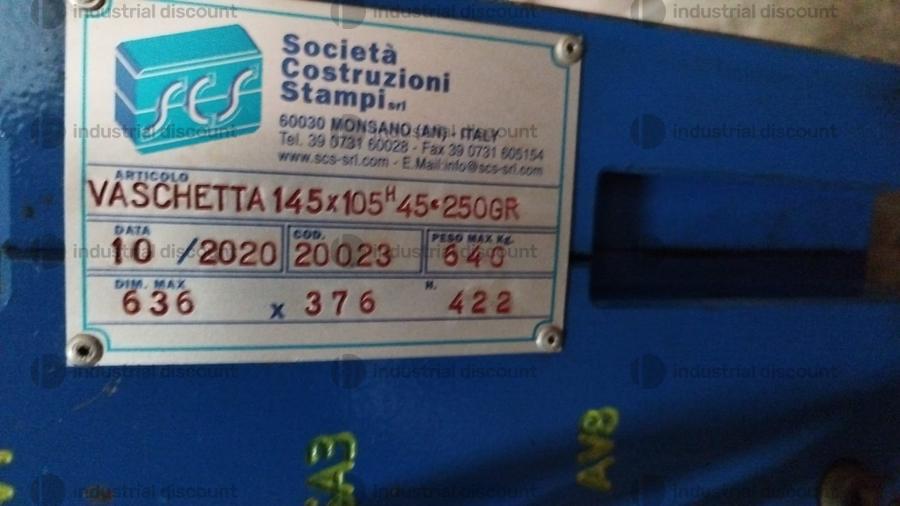 SCS
Società
Costruzioni
Stampi srl
60030 MONSANO (AN) - ITALY
Tel. 39 0731 60028 - Fax 39 0731 605154
www.scs-srl.com - E.Mail:info@scs-srl.com
ARTICOLO
VASCHETTA 145x105H45•250GR
DATA COD. PESO MAX Kg.
10 /2020 20023 640
DIM. MAX H.
636 x 376 422
AV8
industrial discount